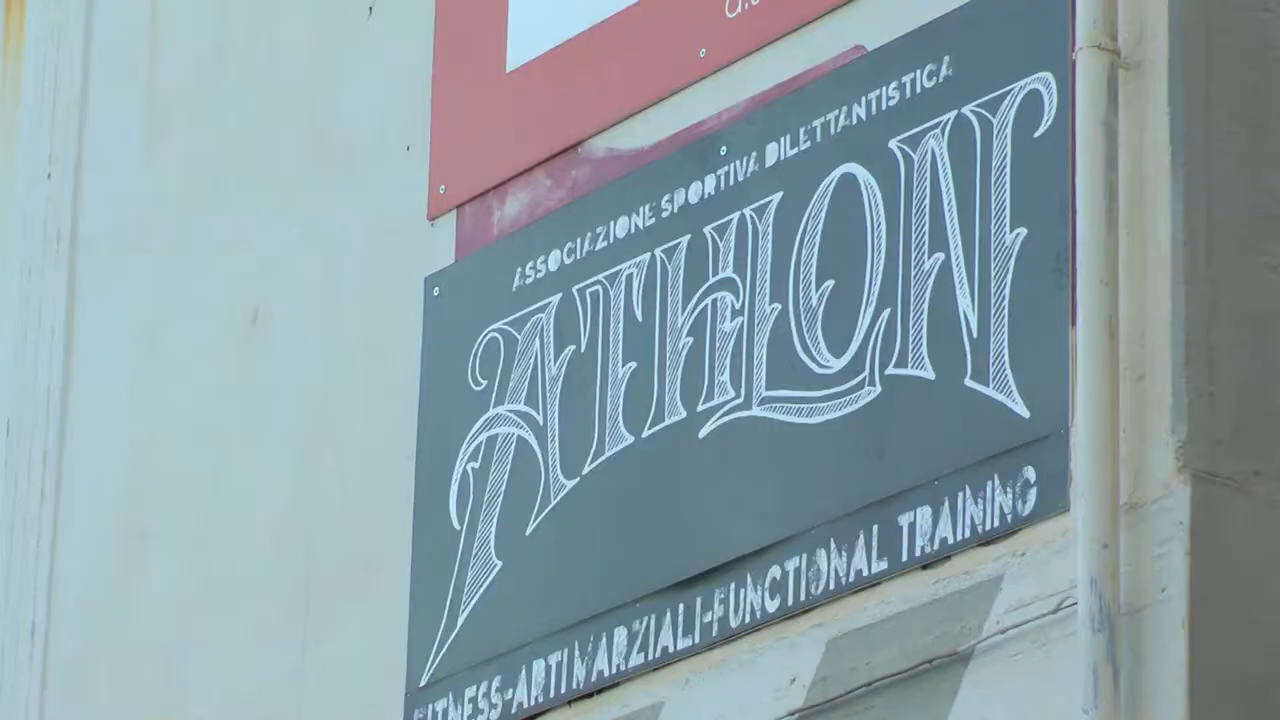 ASSOCIAZIONE SPORTIVA DILETTANTISTICA
ATHLON
FITNESS-ARTI MARZIALI-FUNCTIONAL TRAINING